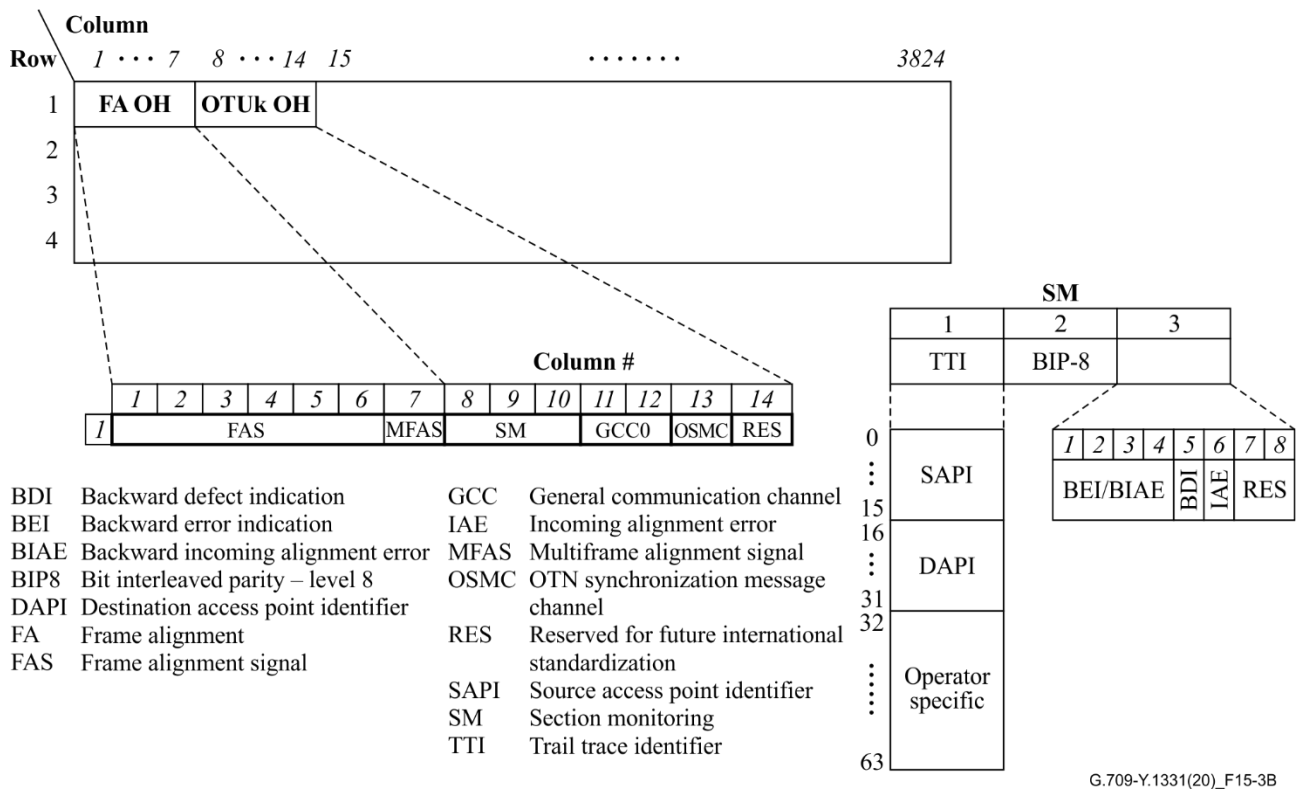 Column
Row 1 ··· 7 8 ··· 14 15 ······· 3824
1 FA OH OTUk OH
2
3
4
Column #
1 2 3 4 5 6 7 8 9 10 11 12 13 14
1 FAS MFAS SM GCC0 OSMC RES
SM
1 2 3
TTI BIP-8
0
⋮
15
SAPI
16
⋮
31
DAPI
32
⋮
63
Operator
specific
1 2 3 4 5 6 7 8
BEI/BIAE BDI IAE RES
BDI Backward defect indication
BEI Backward error indication
BIAE Backward incoming alignment error
BIP8 Bit interleaved parity – level 8
DAPI Destination access point identifier
FA Frame alignment
FAS Frame alignment signal
GCC General communication channel
IAE Incoming alignment error
MFAS Multiframe alignment signal
OSMC OTN synchronization message
channel
RES Reserved for future international
standardization
SAPI Source access point identifier
SM Section monitoring
TTI Trail trace identifier
G.709-Y.1331(20)_F15-3B